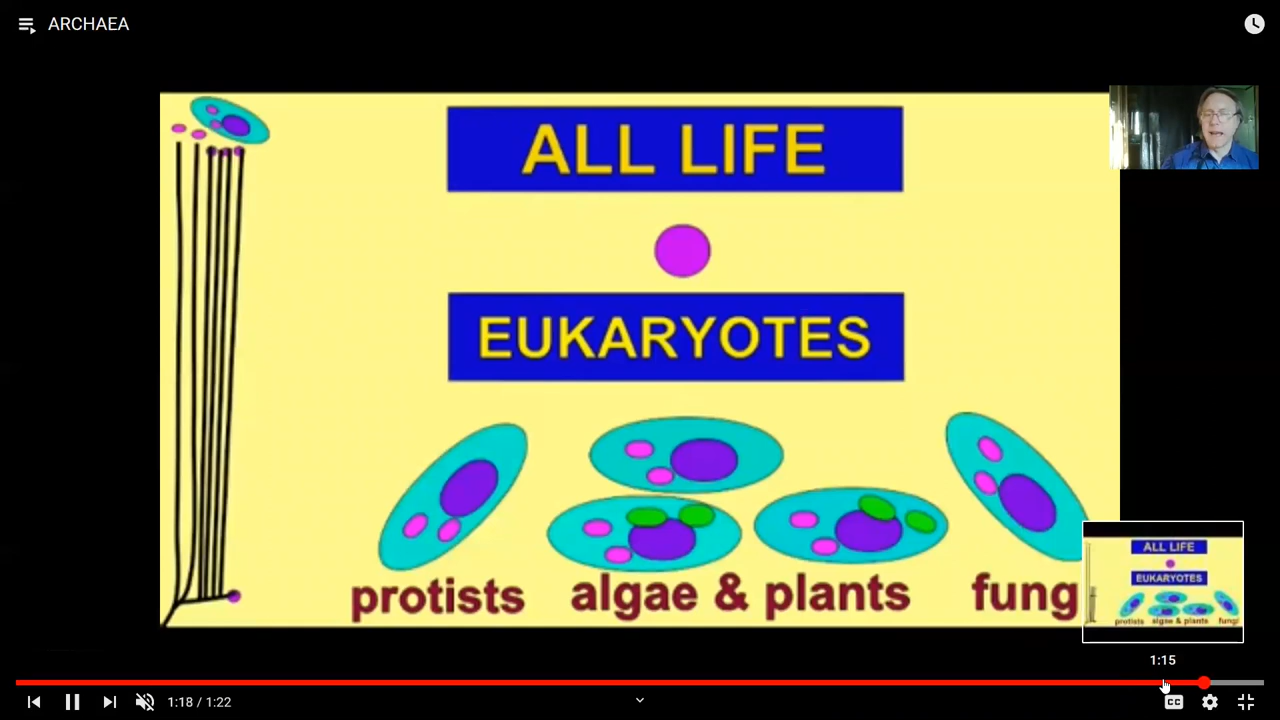 ARCHAEA
ALL LIFE
EUKARYOTES
protists algae & plants fung
ALL LIFE
EUKARYOTES
protists algae & plants fungi
1:15
1:18 / 1:22
CC